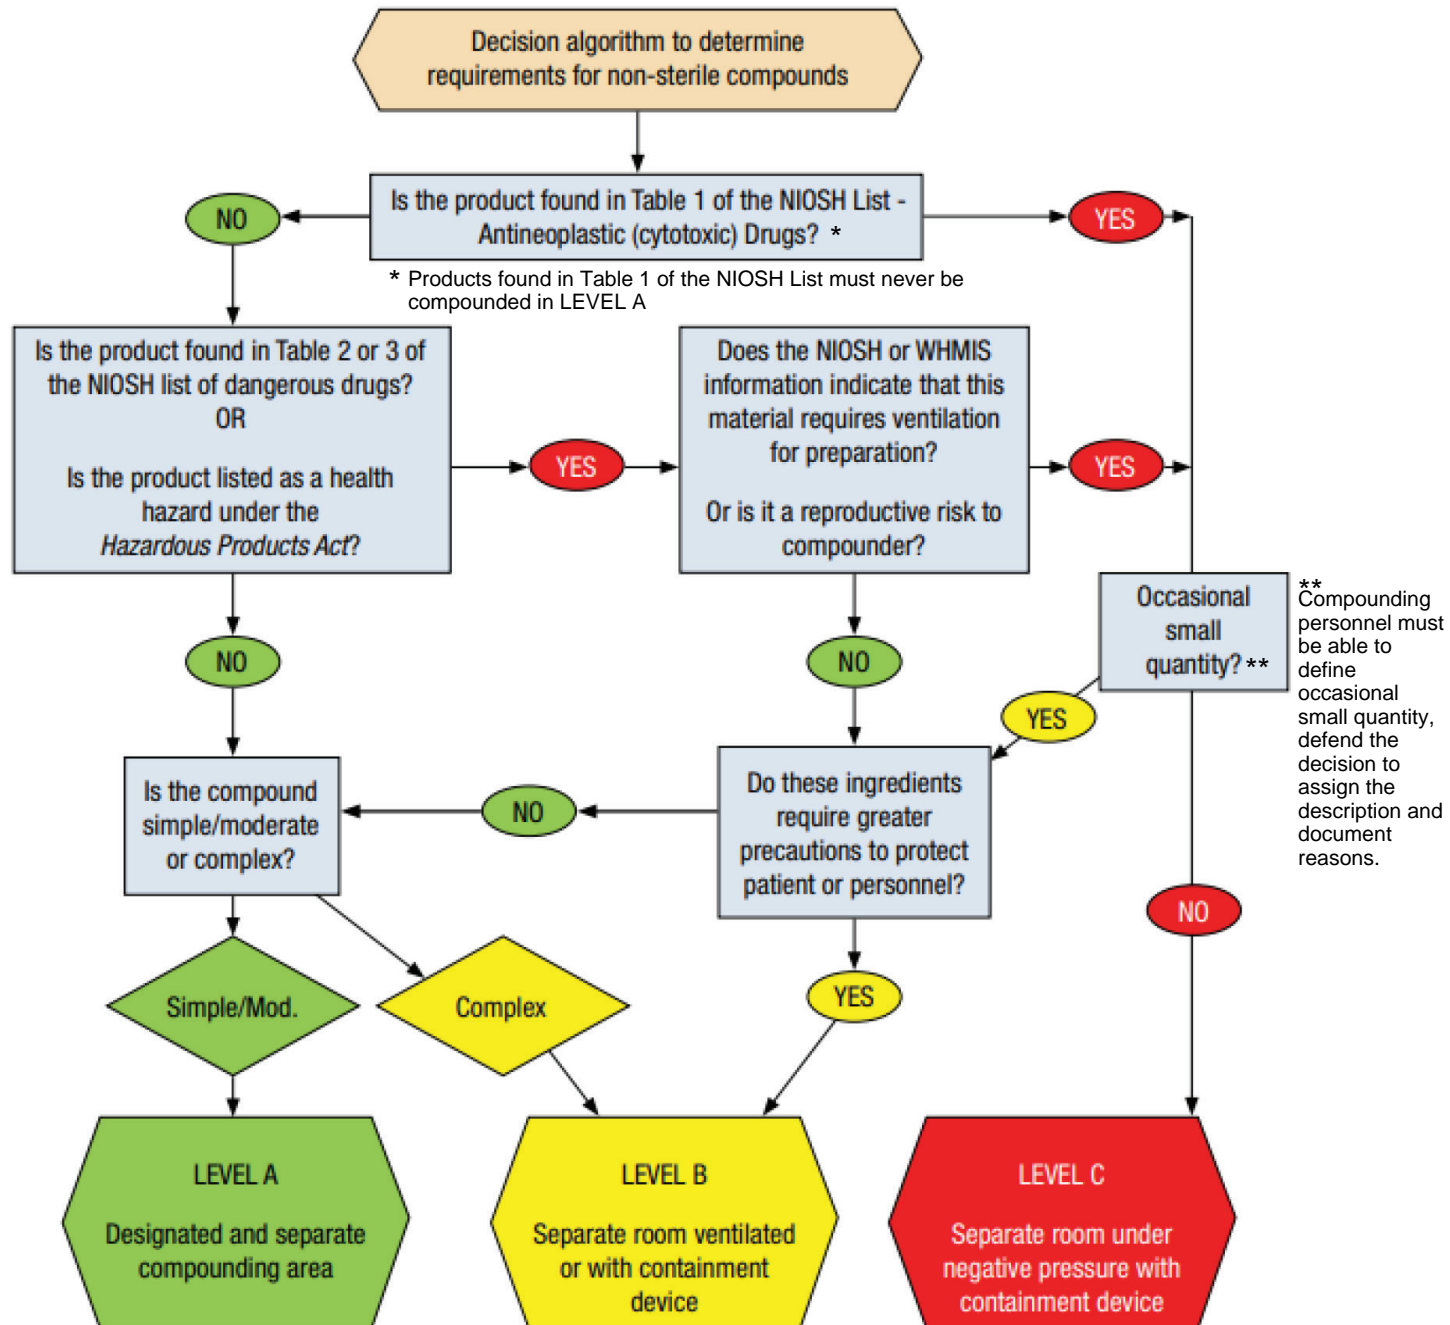 Decision algorithm to determine
requirements for non-sterile compounds
Is the product found in Table 1 of the NIOSH List -
Antineoplastic (cytotoxic) Drugs? *
NO
YES
* Products found in Table 1 of the NIOSH List must never be
compounded in LEVEL A
Is the product found in Table 2 or 3 of
the NIOSH list of dangerous drugs?
OR
Is the product listed as a health
hazard under the
Hazardous Products Act?
YES
Does the NIOSH or WHMIS
information indicate that this
material requires ventilation
for preparation?
Or is it a reproductive risk to
compounder?
YES
NO
NO
Occasional
small
quantity? **
**
Compounding
personnel must
be able to
define
occasional
small quantity,
defend the
decision to
assign the
description and
document
reasons.
YES
Is the compound
simple/moderate
or complex?
NO
Do these ingredients
require greater
precautions to protect
patient or personnel?
NO
Simple/Mod.
Complex
YES
LEVEL A
Designated and separate
compounding area
LEVEL B
Separate room ventilated
or with containment
device
LEVEL C
Separate room under
negative pressure with
containment device